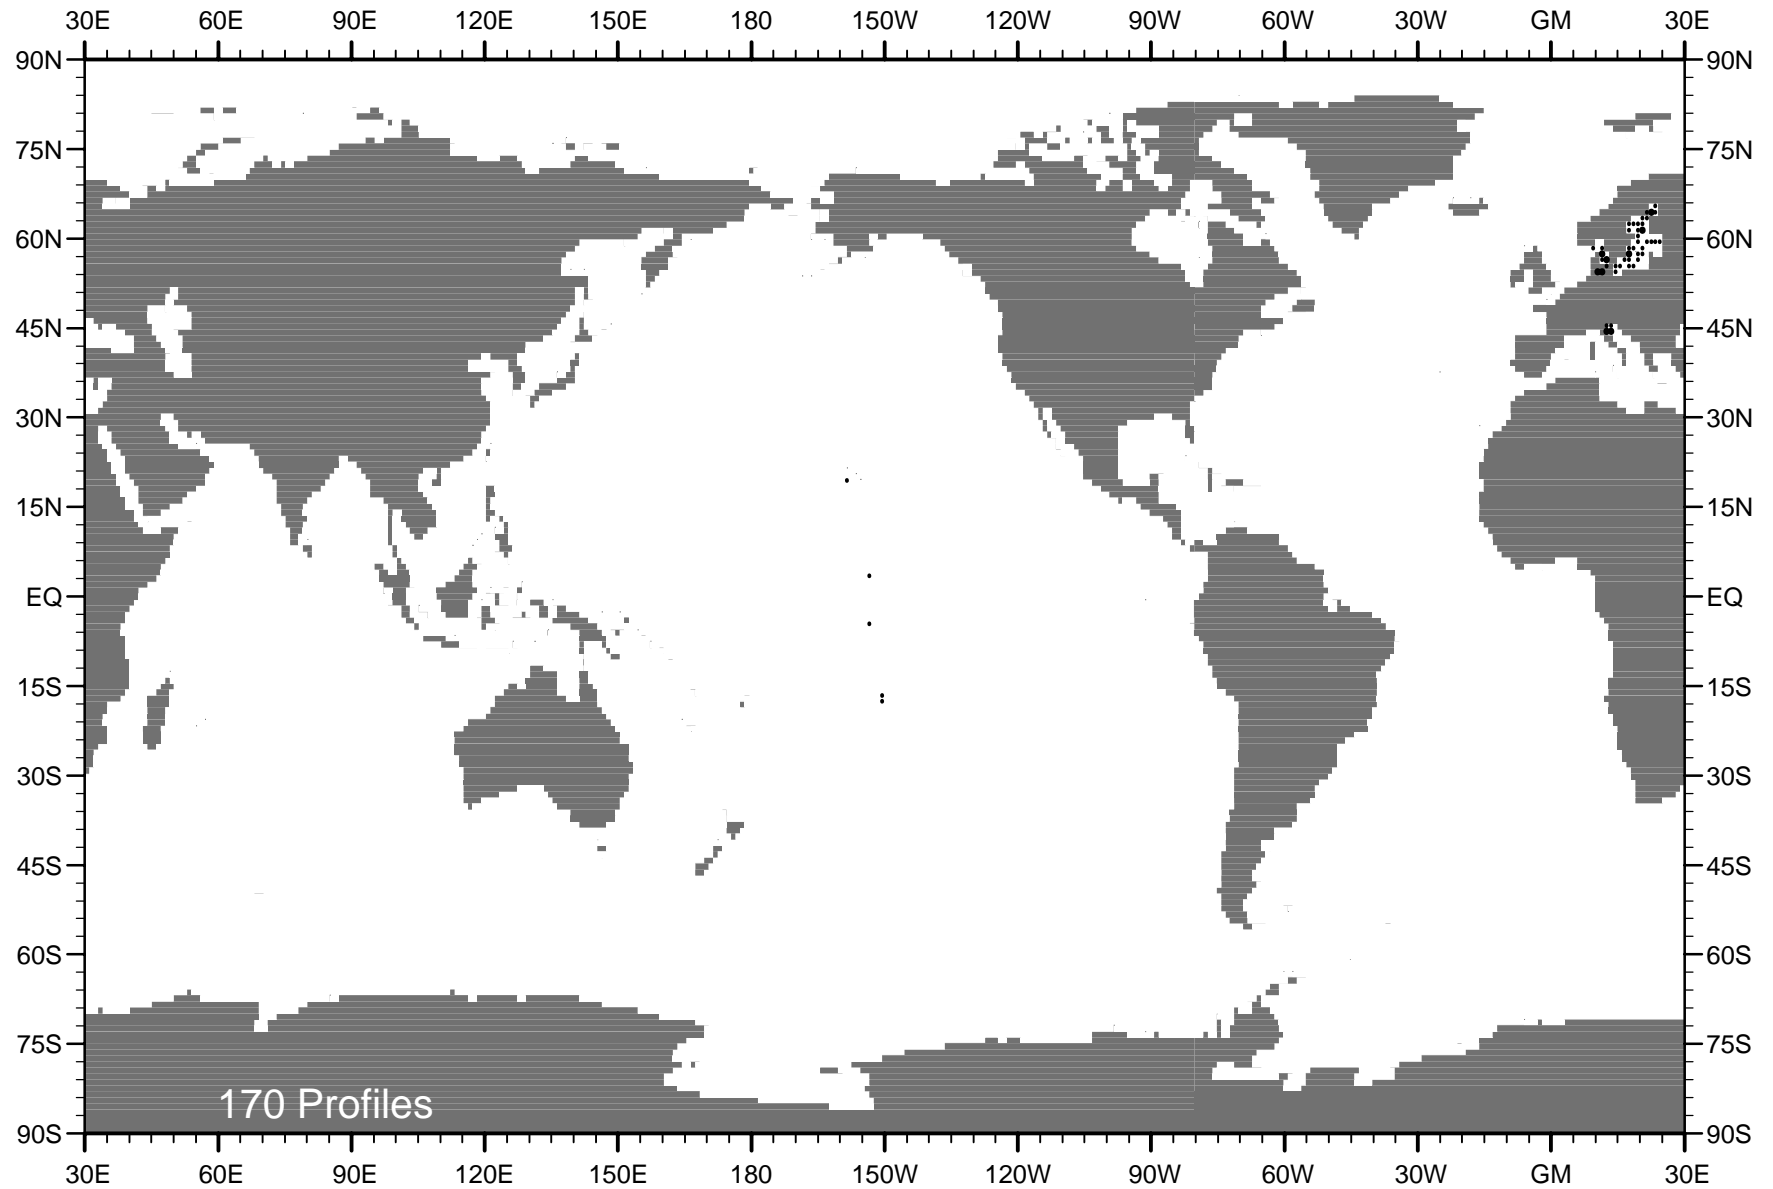 30E 60E 90E 120E 150E 180 150W 120W 90W 60W 30W GM 30E
90N 90N
75N 75N
60N 60N
45N 45N
30N 30N
15N 15N
EQ EQ
15S 15S
30S 30S
45S 45S
60S 60S
75S 75S
170 Profiles
90S 90S
30E 60E 90E 120E 150E 180 150W 120W 90W 60W 30W GM 30E